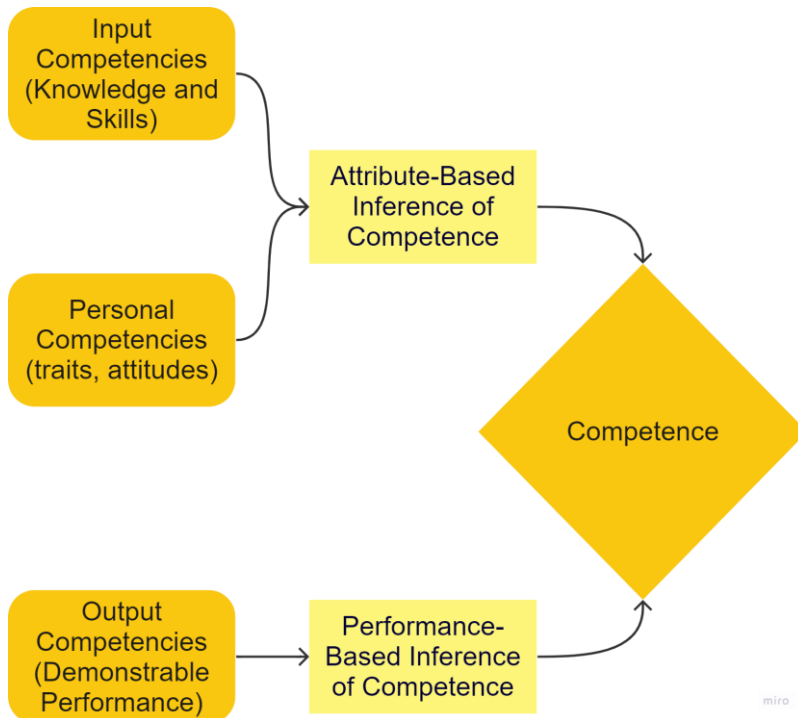 Input
Competencies
(Knowledge and
Skills)
Attribute-Based
Inference of
Competence
Personal
Competencies
(traits, attitudes)
Competence
Output
Competencies
(Demonstrable
Performance)
Performance-
Based Inference
of Competence
miro